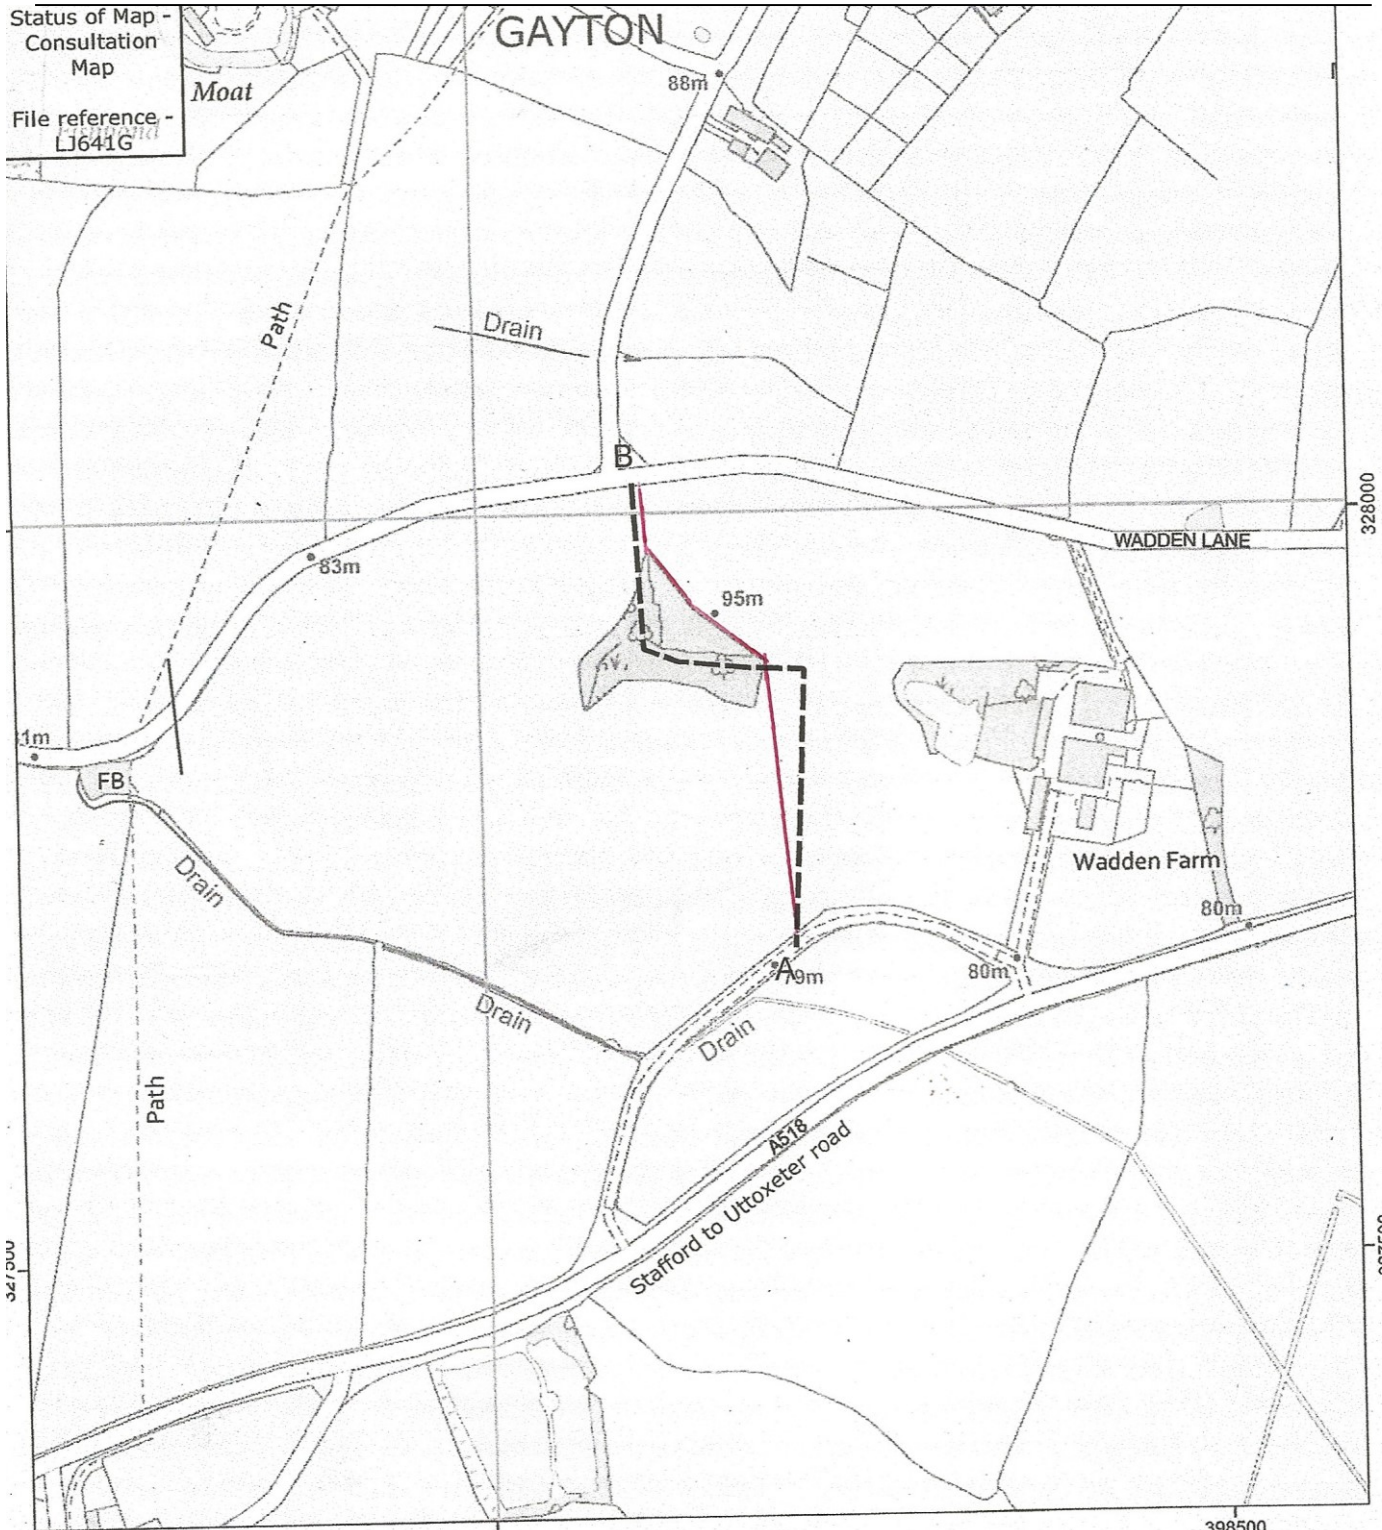 Status of Map -
Consultation
Map
File reference -
LJ641G
GAYTON
Moat
88m
Path
Drain
B
328000
WADDEN LANE
83m
95m
FB
Wadden Farm
Drain
80m
A
79m
80m
Drain
Drain
Path
A518
Stafford to Uttoxeter road
327500
398500